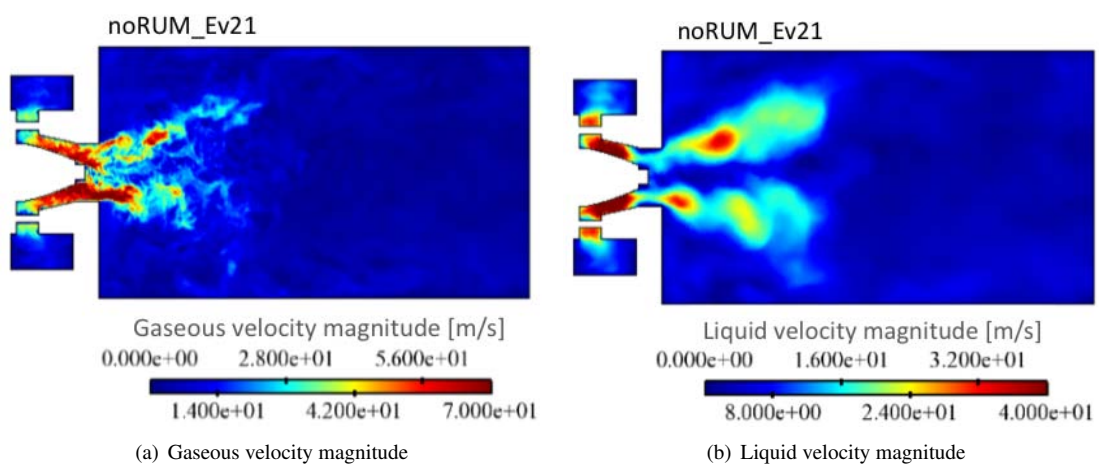 noRUM_Ev21
noRUM_Ev21
Gaseous velocity magnitude [m/s]
0.000e+00 2.800e+01 5.600e+01
1.400e+01 4.200e+01 7.000e+01
Liquid velocity magnitude [m/s]
0.000e+00 1.600e+01 3.200e+01
8.000e+00 2.400e+01 4.000e+01
(a) Gaseous velocity magnitude
(b) Liquid velocity magnitude